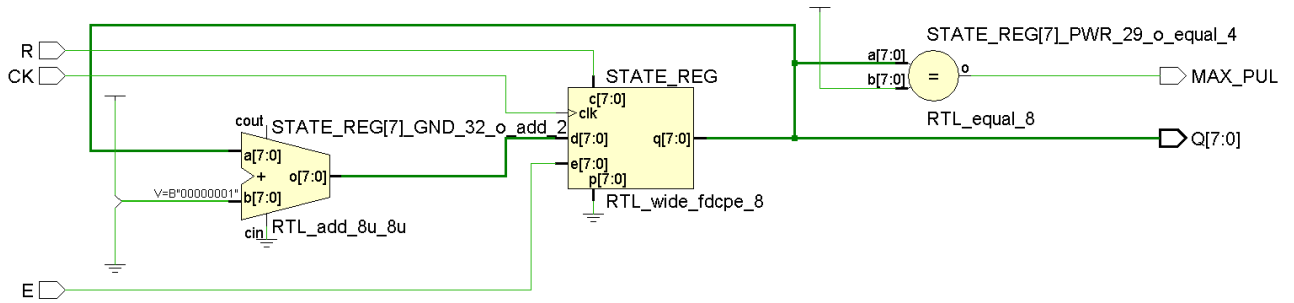 STATE_REG[7]_PWR_29_o_equal_4
R
a[7:0]
o
CK
STATE_REG
b[7:0]
=
MAX_PUL
c[7:0]
clk
RTL_equal_8
cout
STATE_REG[7]_GND_32_o_add_2
d[7:0]
q[7:0]
Q[7:0]
a[7:0]
e[7:0]
+
o[7:0]
p[7:0]
V=B"00000001"
b[7:0]
RTL_wide_fdcpe_8
cin
RTL_add_8u_8u
E